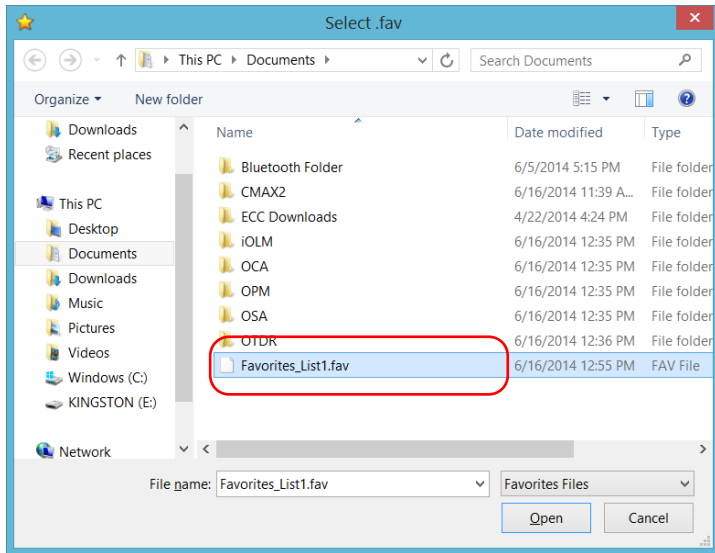 Select .fav
This PC Documents
Search Documents
Organize New folder
Downloads
Recent places
This PC
Desktop
Documents
Downloads
Music
Pictures
Videos
Windows (C:)
KINGSTON (E:)
Network
Name Date modified Type
Bluetooth Folder 6/5/2014 5:15 PM File folder
CMAX2 6/16/2014 11:39 A... File folder
ECC Downloads 4/22/2014 4:24 PM File folder
iOLM 6/16/2014 12:35 PM File folder
OCA 6/16/2014 12:35 PM File folder
OPM 6/16/2014 12:35 PM File folder
OSA 6/16/2014 12:35 PM File folder
OTDR 6/16/2014 12:36 PM File folder
Favorites_List1.fav 6/16/2014 12:55 PM FAV File
File name: Favorites_List1.fav Favorites Files
Open Cancel